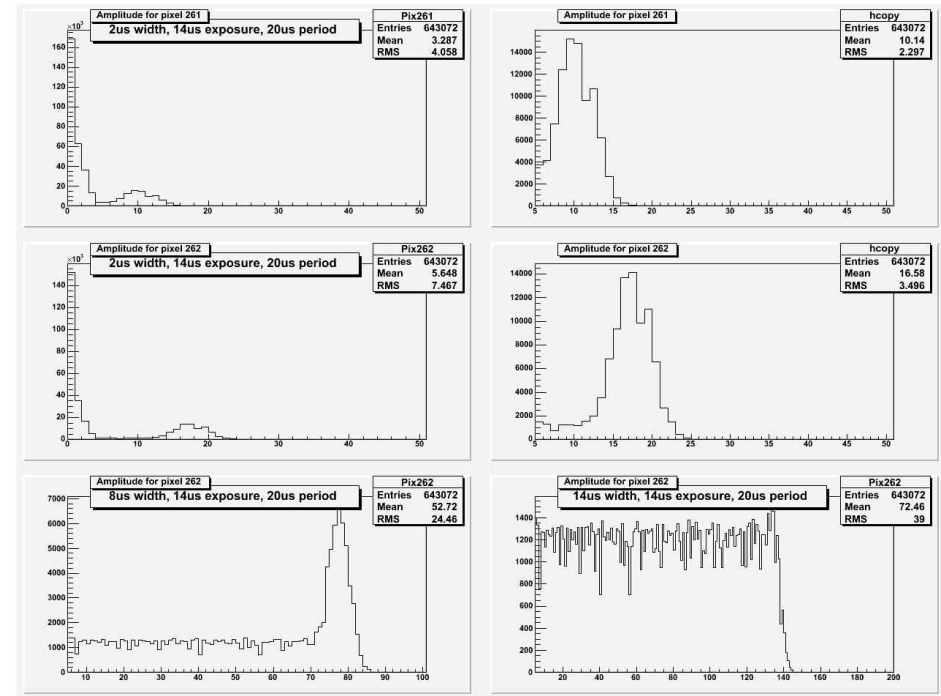 Amplitude for pixel 261
2us width, 14us exposure, 20us period
Pix261
Entries 643072
Mean 3.287
RMS 4.058
×10³
160
140
120
100
80
60
40
20
0
0 10 20 30 40 50
Amplitude for pixel 261
hcopy
Entries 643072
Mean 10.14
RMS 2.297
14000
12000
10000
8000
6000
4000
2000
0
5 10 15 20 25 30 35 40 45 50
Amplitude for pixel 262
2us width, 14us exposure, 20us period
Pix262
Entries 643072
Mean 5.648
RMS 7.467
×10³
140
120
100
80
60
40
20
0
0 10 20 30 40 50
Amplitude for pixel 262
hcopy
Entries 643072
Mean 16.58
RMS 3.496
14000
12000
10000
8000
6000
4000
2000
0
5 10 15 20 25 30 35 40 45 50
Amplitude for pixel 262
8us width, 14us exposure, 20us period
Pix262
Entries 643072
Mean 52.72
RMS 24.46
7000
6000
5000
4000
3000
2000
1000
0
10 20 30 40 50 60 70 80 90 100
Amplitude for pixel 262
14us width, 14us exposure, 20us period
Pix262
Entries 643072
Mean 72.46
RMS 39
1400
1200
1000
800
600
400
200
0
20 40 60 80 100 120 140 160 180 200